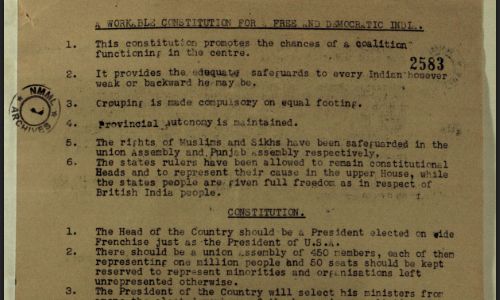 A WORKABLE CONSTITUTION FOR A FREE AND DEMOCRATIC INDIA.
1. This constitution promotes the chances of a coalition
functioning in the centre.
2583
2. It provides the adequate safeguards to every Indian however
weak or backward he may be.
NMML
ARCHIVES
3. Grouping is made compulsory on equal footing.
4. Provincial autonomy is maintained.
5. The rights of Muslims and Sikhs have been safeguarded in the
union Assembly and Punjab Assembly respectively.
6. The states rulers have been allowed to remain constitutional
Heads and to represent their cause in the upper House, while
the states people are given full freedom as in respect of
British India people.
CONSTITUTION.
1. The Head of the Country should be a President elected on wide
Frenchise just as the President of U.S.A.
2. There should be a union Assembly of 450 members, each of them
representing one million people and 50 seats should be kept
reserved to represent minorities and organisations left
unrepresented otherwise.
3. The President of the Country will select his ministers from